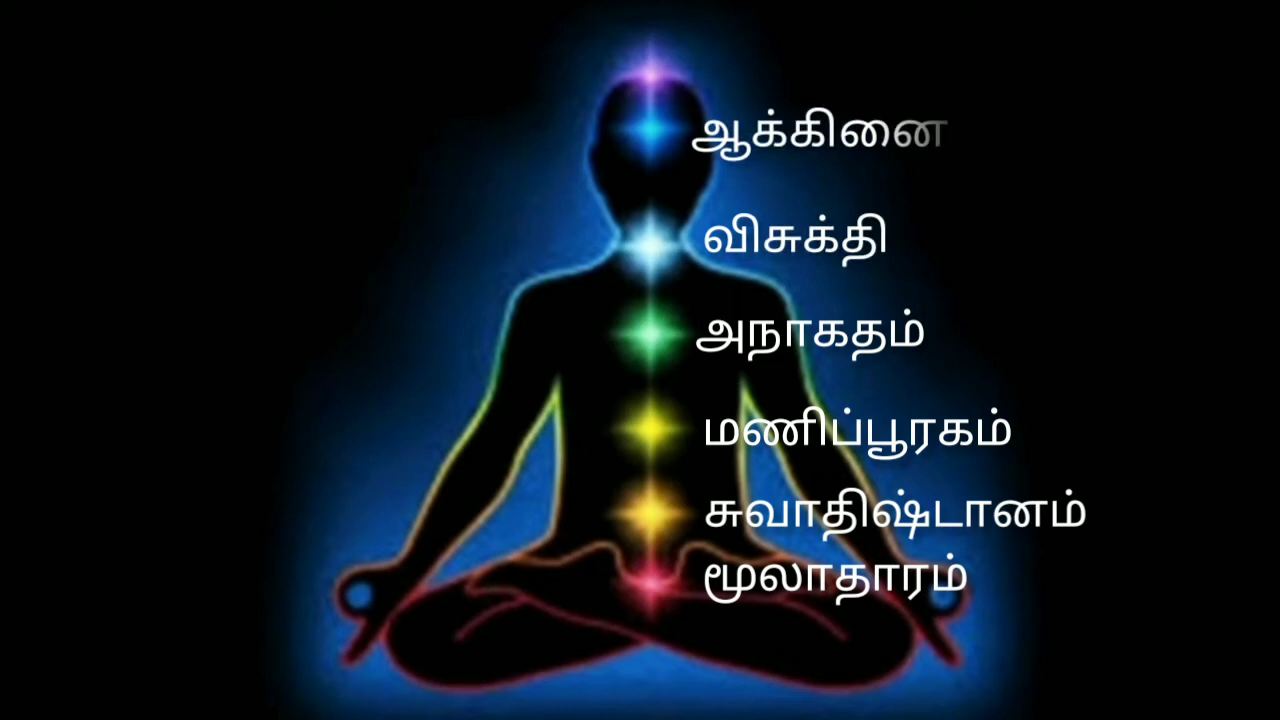 ஆக்கினை
விசுக்தி
அநாகதம்
மணிப்பூரகம்
சுவாதிஷ்டானம்
மூலாதாரம்